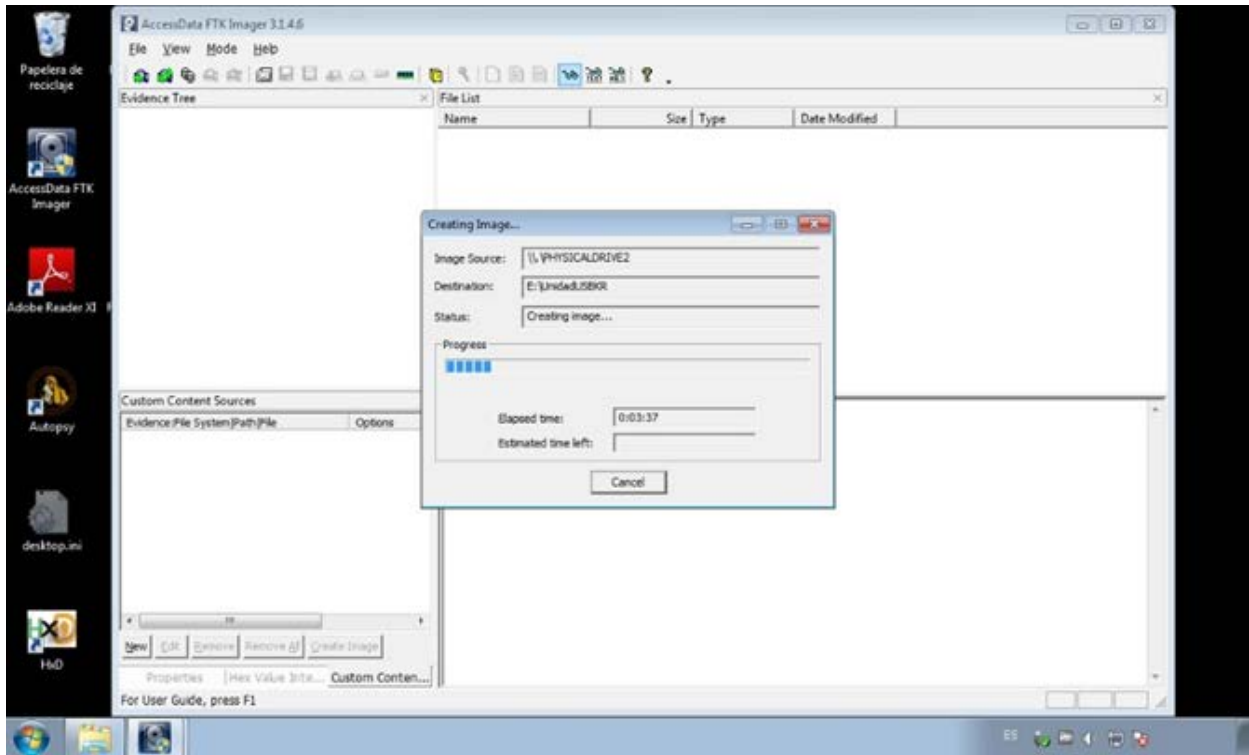 AccessData FTK Imager 3.1.4.6
File View Mode Help
Evidence Tree
File List
Name Size Type Date Modified
Papelera de
reciclaje
AccessData FTK
Imager
Adobe Reader XI
Autopsy
desktop.ini
HxD
Creating Image...
Image Source: \\.\PHYSICALDRIVE2
Destination: E:\UnidadUSBKR
Status: Creating image...
Progress
Elapsed time: 0:03:37
Estimated time left:
Cancel
Custom Content Sources
Evidence:File System|Path|File Options
New Edit Remove Remove All Create Image
Properties Hex Value Inte... Custom Conten...
For User Guide, press F1
ES